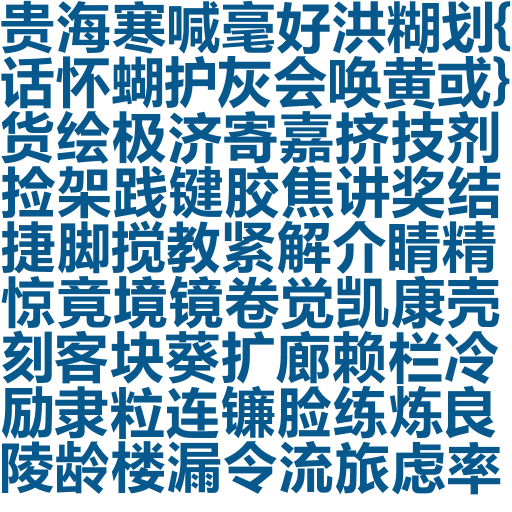 贵海寒喊毫好洪糊划{
话怀蝴护灰会唤黄或}
货绘极济寄嘉挤技剂
捡架践键胶焦讲奖结
捷脚搅教紧解介睛精
惊竟境镜卷觉凯康壳
刻客块葵扩廊赖栏冷
励隶粒连镰脸练炼良
陵龄楼漏令流旅虑率